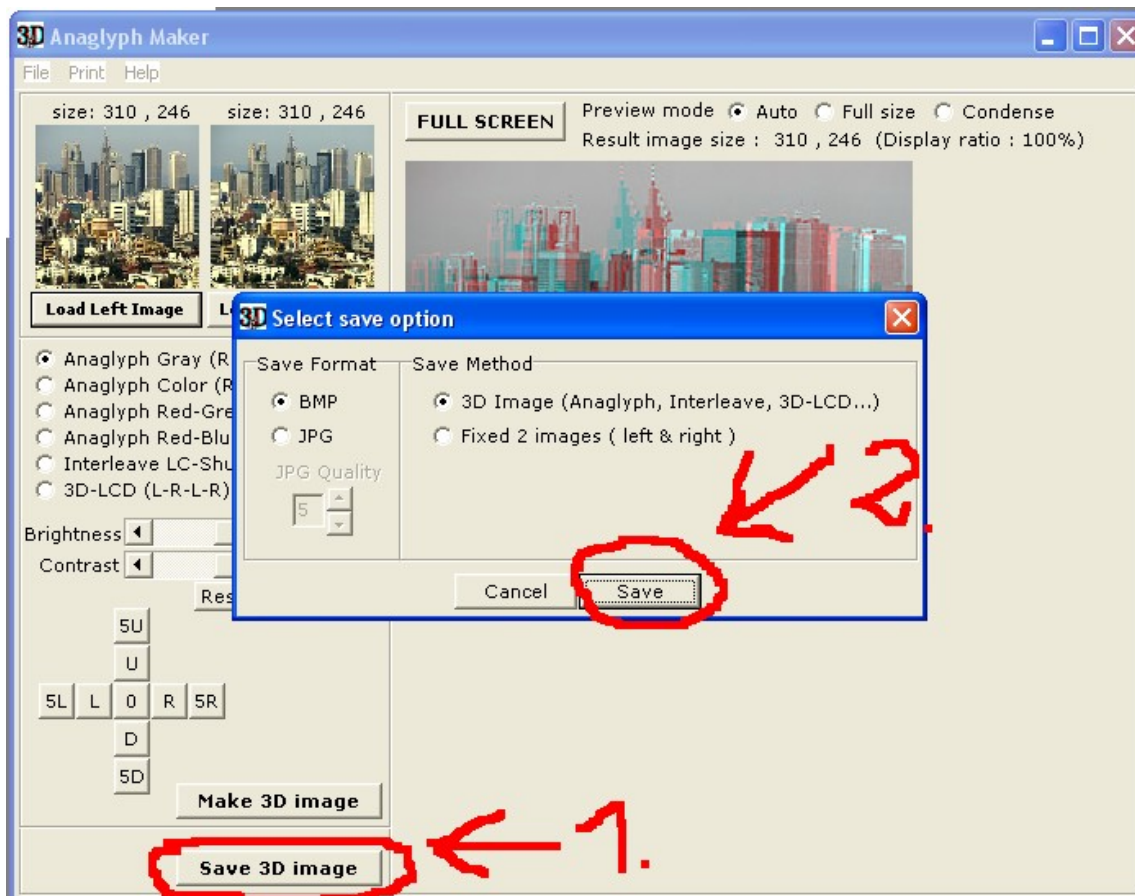 3D Anaglyph Maker
File Print Help
size: 310 , 246 size: 310 , 246
Load Left Image L
FULL SCREEN
Preview mode Auto Full size Condense
Result image size : 310 , 246 (Display ratio : 100%)
Anaglyph Gray (R
Anaglyph Color (R
Anaglyph Red-Gre
Anaglyph Red-Blu
Interleave LC-Shu
3D-LCD (L-R-L-R)
Brightness
Contrast
Res
5U
U
5L L 0 R 5R
D
5D
Make 3D image
Save 3D image
1.
3D Select save option
Save Format
BMP
JPG
JPG Quality
5
Save Method
3D Image (Anaglyph, Interleave, 3D-LCD...)
Fixed 2 images ( left & right )
2.
Cancel Save